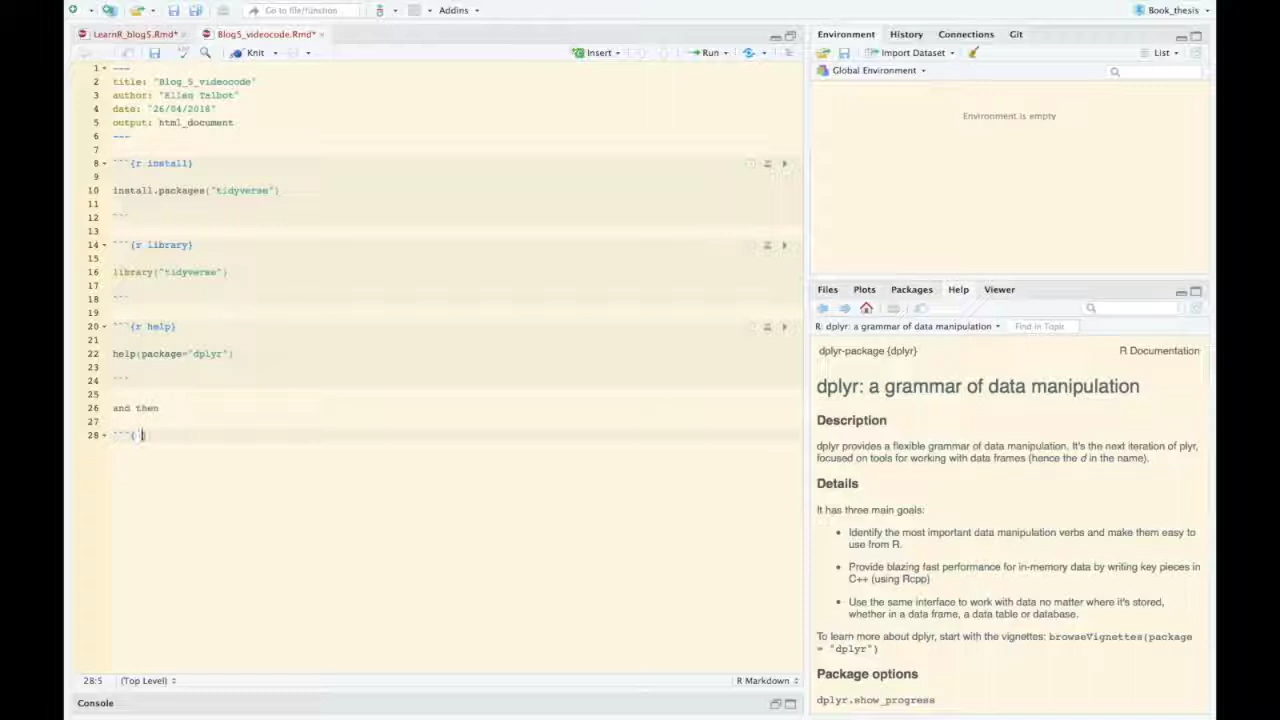 Go to file/function
Addins
Book_thesis
LearnR_blog5.Rmd*
Blog5_videocode.Rmd*
Knit
Insert
Run
1 ---
2 title: "Blog_5_videocode"
3 author: "Ellen Talbot"
4 date: "26/04/2018"
5 output: html_document
6 ---
7
8 ```{r install}
9
10 install.packages("tidyverse")
11
12 ```
13
14 ```{r library}
15
16 library("tidyverse")
17
18 ```
19
20 ```{r help}
21
22 help(package="dplyr")
23
24 ```
25
26 and then
27
28 ```{ }
28:5 (Top Level) R Markdown
Console
Environment History Connections Git
Import Dataset List
Global Environment
Environment is empty
Files Plots Packages Help Viewer
R: dplyr: a grammar of data manipulation Find in Topic
dplyr-package {dplyr} R Documentation
dplyr: a grammar of data manipulation
Description
dplyr provides a flexible grammar of data manipulation. It's the next iteration of plyr,
focused on tools for working with data frames (hence the d in the name).
Details
It has three main goals:
• Identify the most important data manipulation verbs and make them easy to
use from R.
• Provide blazing fast performance for in-memory data by writing key pieces in
C++ (using Rcpp)
• Use the same interface to work with data no matter where it's stored,
whether in a data frame, a data table or database.
To learn more about dplyr, start with the vignettes: browseVignettes(package
= "dplyr")
Package options
dplyr.show_progress